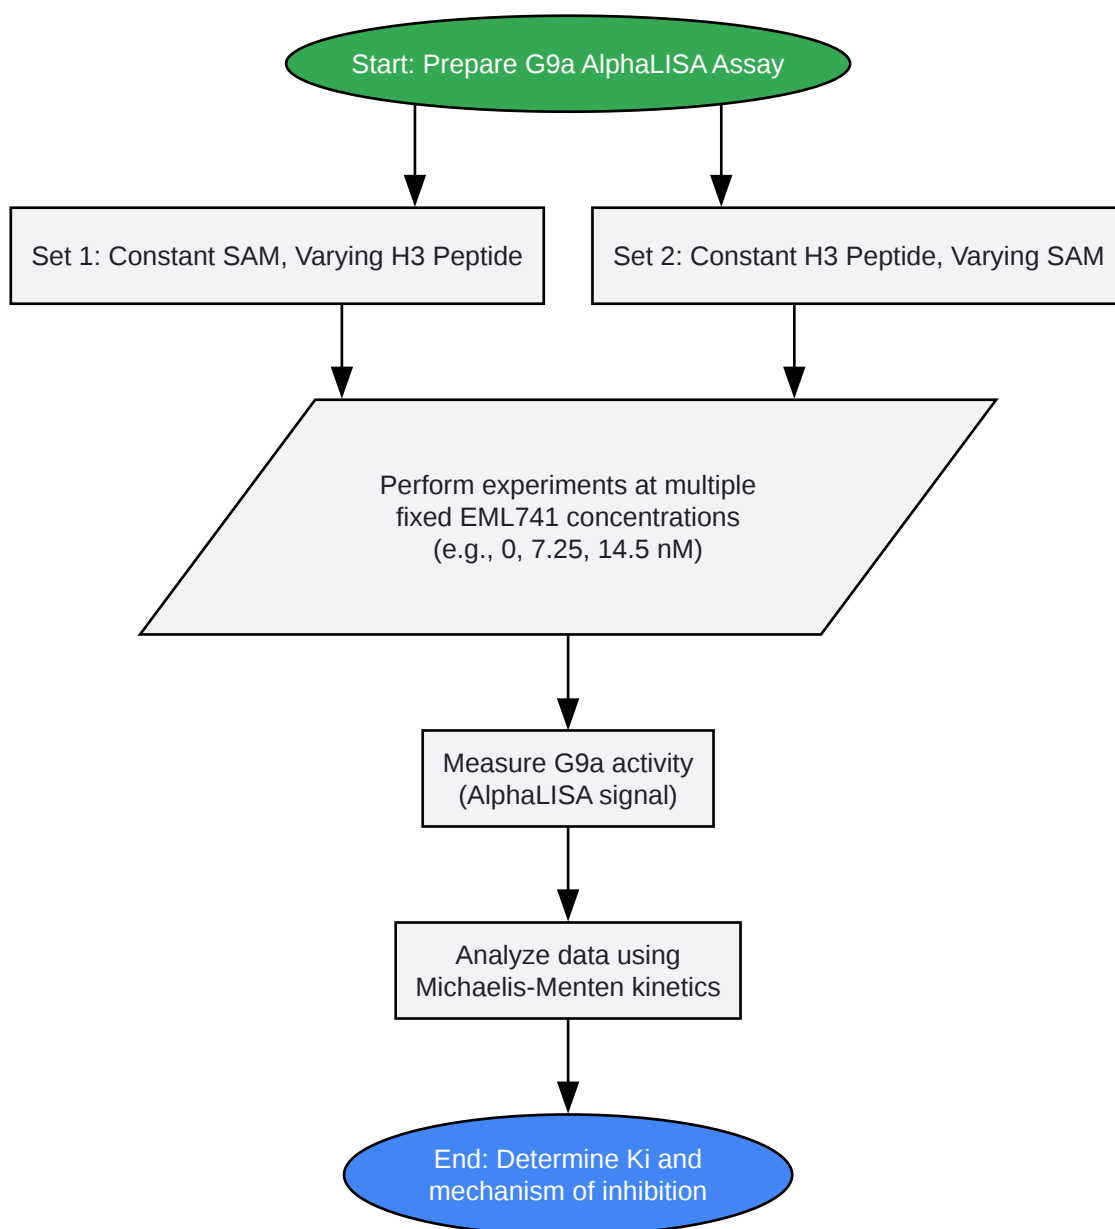 Start: Prepare G9a AlphaLISA Assay
Set 1: Constant SAM, Varying H3 Peptide
Set 2: Constant H3 Peptide, Varying SAM
Perform experiments at multiple
fixed EML741 concentrations
(e.g., 0, 7.25, 14.5 nM)
Measure G9a activity
(AlphaLISA signal)
Analyze data using
Michaelis-Menten kinetics
End: Determine Ki and
mechanism of inhibition